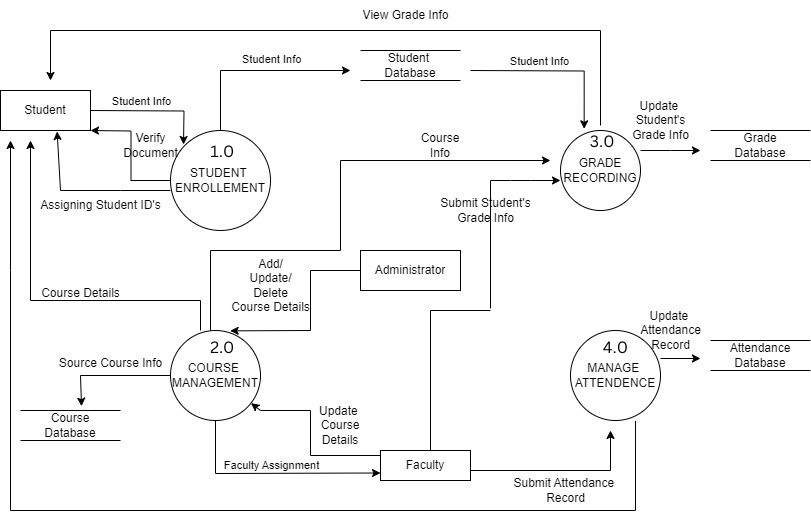 View Grade Info
Student Info
Student
Database
Student Info
Student
Student Info
Verify
Document
1.0
STUDENT
ENROLLEMENT
Assigning Student ID's
Course
Info
3.0
GRADE
RECORDING
Update
Student's
Grade Info
Grade
Database
Submit Student's
Grade Info
Add/
Update/
Delete
Course Details
Administrator
Course Details
2.0
COURSE
MANAGEMENT
Source Course Info
Course
Database
Update
Course
Details
Faculty Assignment
Faculty
4.0
MANAGE
ATTENDENCE
Update
Attendance
Record
Attendance
Database
Submit Attendance
Record